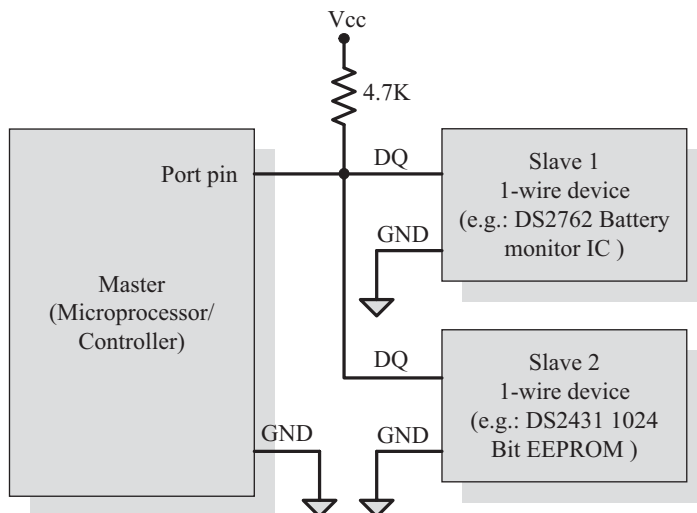 Vcc
4.7K
Port pin
DQ
Slave 1
1-wire device
(e.g.: DS2762 Battery
monitor IC )
GND
Master
(Microprocessor/
Controller)
DQ
Slave 2
1-wire device
(e.g.: DS2431 1024
Bit EEPROM )
GND
GND